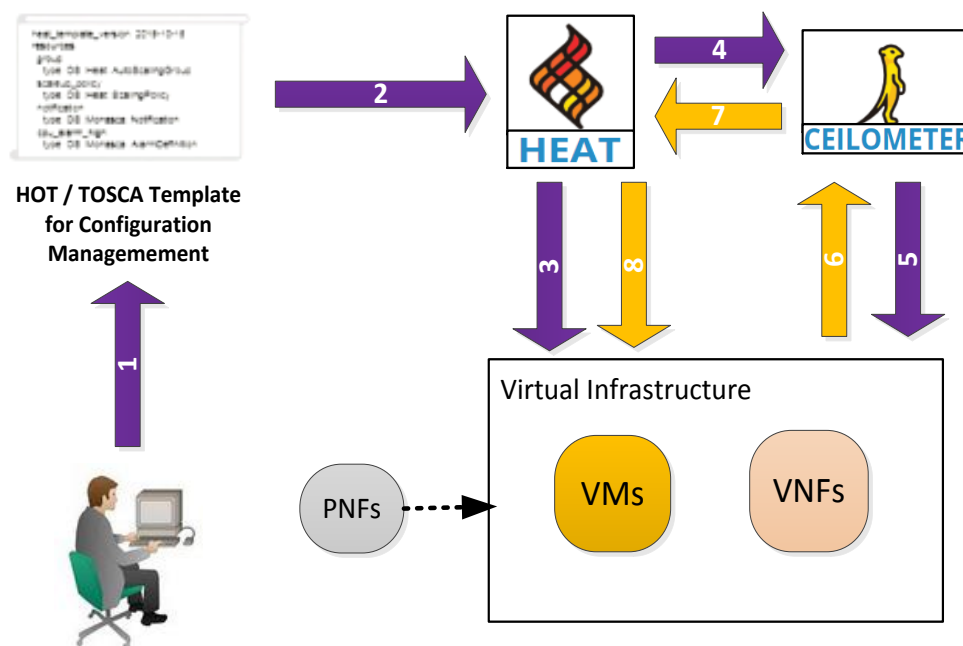 heat_template_version 2016-10-15
resources
group
type OS Heat AutoScalingGroup
scaleup_policy
type OS Heat ScalingPolicy
notification
type OS Monasca Notification
cpu_alarm_high
type OS Monasca AlarmDefinition
HOT / TOSCA Template
for Configuration
Managemement
1
2
HEAT
4
7
CEILOMETER
3
8
6
5
Virtual Infrastructure
PNFs
VMs
VNFs